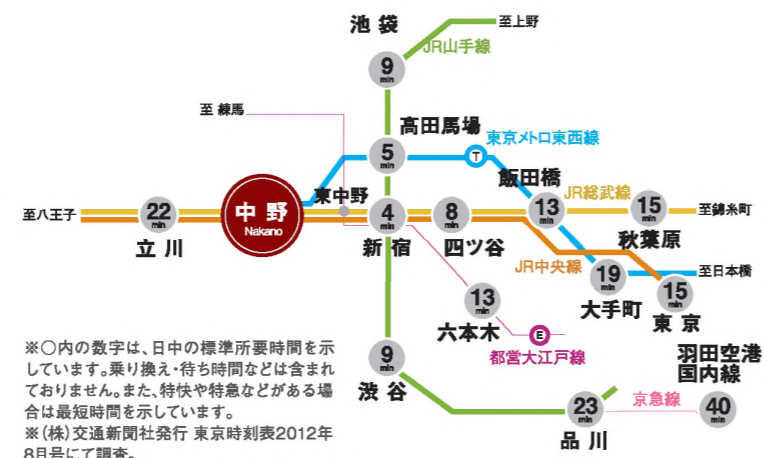 池袋
至上野
JR山手線
9
min
至 練馬
高田馬場
5
min
東京メトロ東西線
T
飯田橋
東中野
JR総武線
至八王子
22
min
立川
中野
Nakano
4
min
新宿
8
min
四ツ谷
13
min
15
min
秋葉原
至錦糸町
JR中央線
19
min
大手町
至日本橋
15
min
東京
13
min
六本木
E
都営大江戸線
9
min
渋谷
羽田空港
国内線
23
min
品川
京急線
40
min
※○内の数字は、日中の標準所要時間を示
しています。乗り換え・待ち時間などは含まれ
ておりません。また、特快や特急などがある場
合は最短時間を示しています。
※(株)交通新聞社発行 東京時刻表2012年
8月号にて調査。